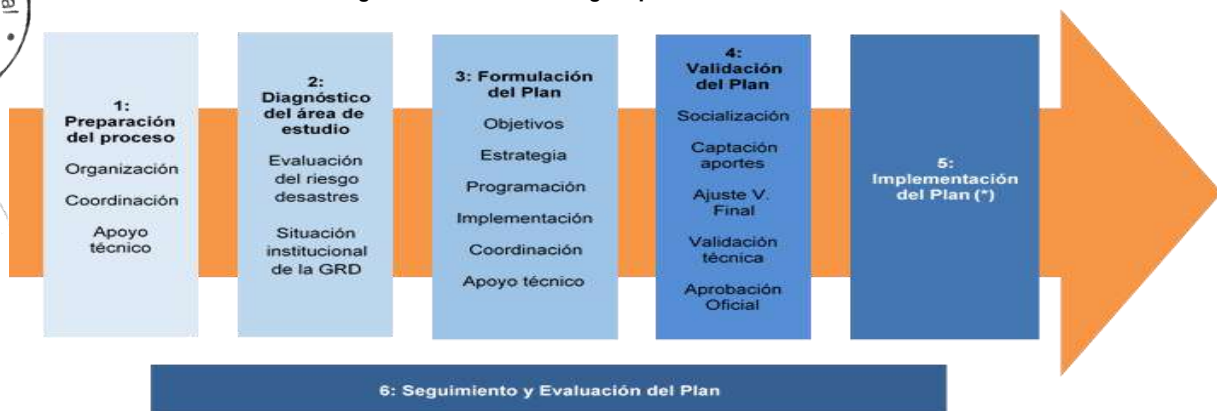 1:
Preparación
del proceso
Organización
Coordinación
Apoyo
técnico
2:
Diagnóstico
del área de
estudio
Evaluación
del riesgo
desastres
Situación
institucional
de la GRD
3: Formulación
del Plan
Objetivos
Estrategia
Programación
Implementación
Coordinación
Apoyo técnico
4:
Validación
del Plan
Socialización
Captación
aportes
Ajuste V.
Final
Validación
técnica
Aprobación
Oficial
5:
Implementación
del Plan (*)
6: Seguimiento y Evaluación del Plan